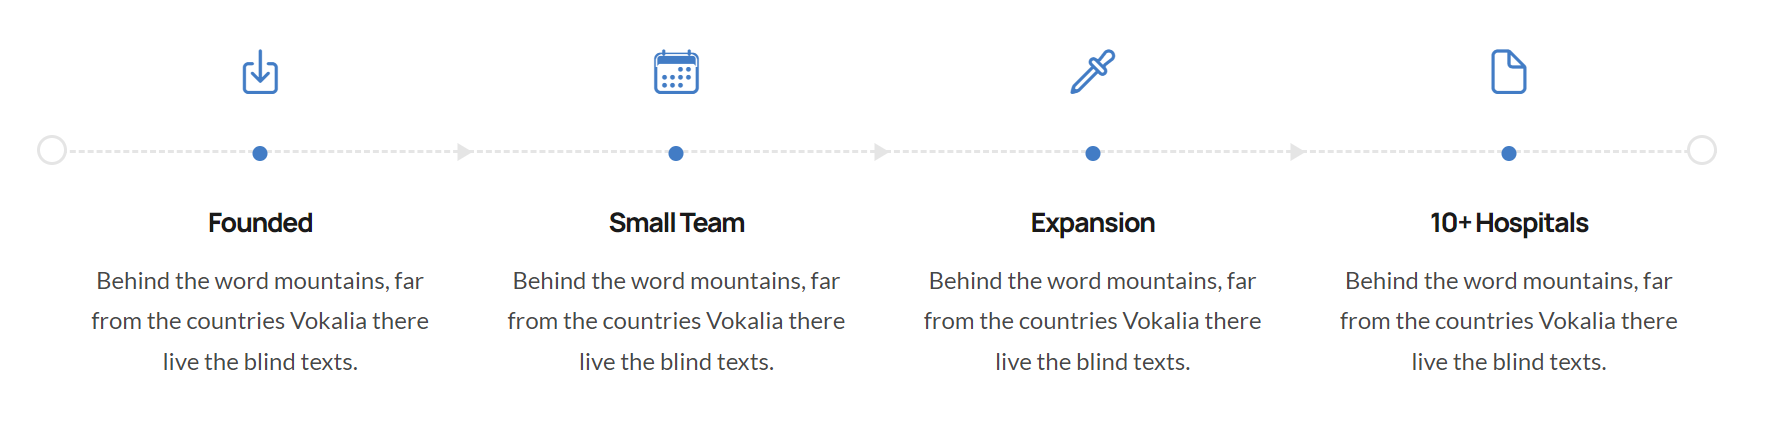 Founded
Behind the word mountains, far
from the countries Vokalia there
live the blind texts.
Small Team
Behind the word mountains, far
from the countries Vokalia there
live the blind texts.
Expansion
Behind the word mountains, far
from the countries Vokalia there
live the blind texts.
10+ Hospitals
Behind the word mountains, far
from the countries Vokalia there
live the blind texts.